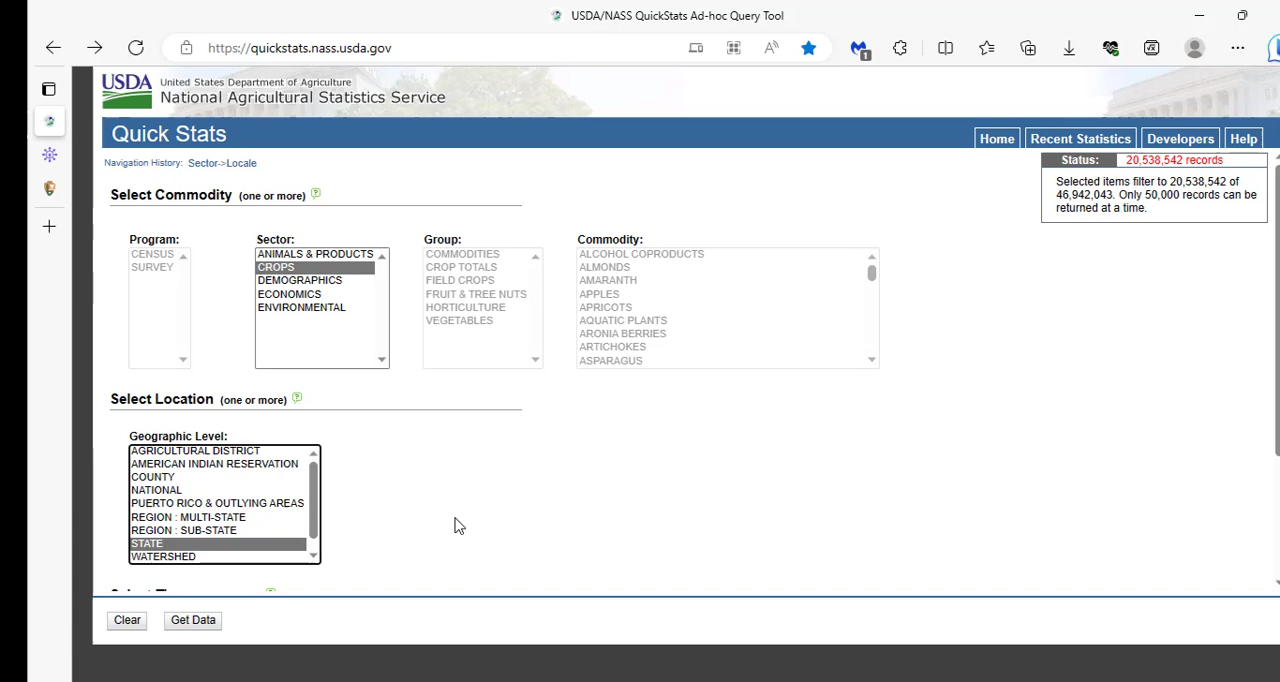 USDA/NASS QuickStats Ad-hoc Query Tool
https://quickstats.nass.usda.gov
1
USDA United States Department of Agriculture
National Agricultural Statistics Service
Quick Stats
Home Recent Statistics Developers Help
Navigation History: Sector->Locale
Status: 20,538,542 records
Selected items filter to 20,538,542 of
46,942,043. Only 50,000 records can be
returned at a time.
Select Commodity (one or more)
Program:
CENSUS
SURVEY
Sector:
ANIMALS & PRODUCTS
CROPS
DEMOGRAPHICS
ECONOMICS
ENVIRONMENTAL
Group:
COMMODITIES
CROP TOTALS
FIELD CROPS
FRUIT & TREE NUTS
HORTICULTURE
VEGETABLES
Commodity:
ALCOHOL COPRODUCTS
ALMONDS
AMARANTH
APPLES
APRICOTS
AQUATIC PLANTS
ARONIA BERRIES
ARTICHOKES
ASPARAGUS
Select Location (one or more)
Geographic Level:
AGRICULTURAL DISTRICT
AMERICAN INDIAN RESERVATION
COUNTY
NATIONAL
PUERTO RICO & OUTLYING AREAS
REGION : MULTI-STATE
REGION : SUB-STATE
STATE
WATERSHED
Clear Get Data